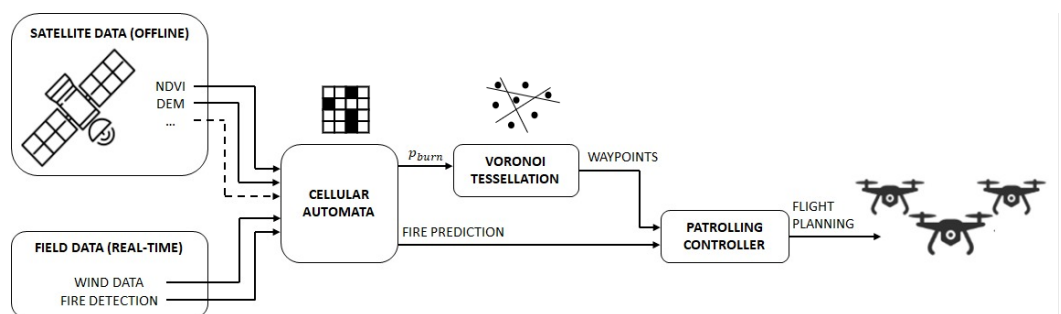 SATELLITE DATA (OFFLINE)
NDVI
DEM
...
CELLULAR
AUTOMATA
p_burn
VORONOI
TESSELLATION
WAYPOINTS
FIRE PREDICTION
PATROLLING
CONTROLLER
FLIGHT
PLANNING
FIELD DATA (REAL-TIME)
WIND DATA
FIRE DETECTION